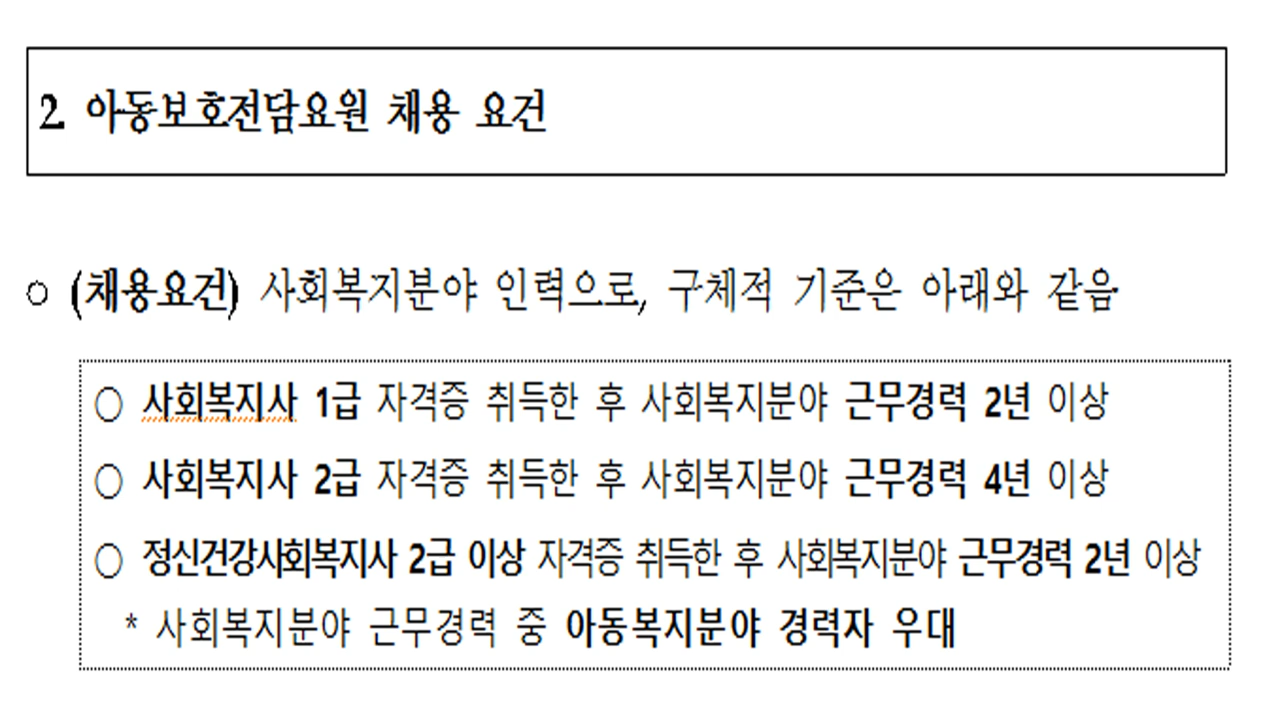 2. 아동보호전담요원 채용 요건
○ (채용요건) 사회복지분야 인력으로, 구체적 기준은 아래와 같음
○ 사회복지사 1급 자격증 취득한 후 사회복지분야 근무경력 2년 이상
○ 사회복지사 2급 자격증 취득한 후 사회복지분야 근무경력 4년 이상
○ 정신건강사회복지사 2급 이상 자격증 취득한 후 사회복지분야 근무경력 2년 이상
* 사회복지분야 근무경력 중 아동복지분야 경력자 우대